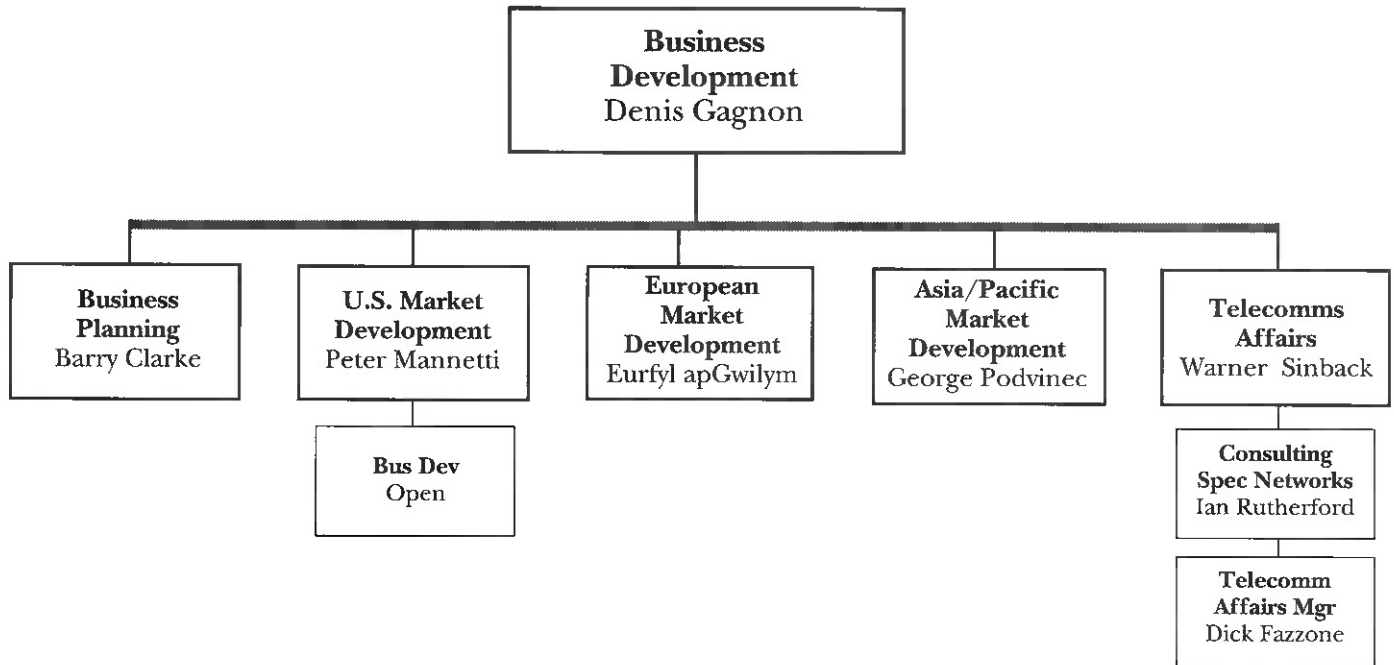 Business
Development
Denis Gagnon
Business
Planning
Barry Clarke
U.S. Market
Development
Peter Mannetti
European
Market
Development
Eurfyl apGwilym
Asia/Pacific
Market
Development
George Podvinec
Telecomms
Affairs
Warner Sinback
Bus Dev
Open
Consulting
Spec Networks
Ian Rutherford
Telecomm
Affairs Mgr
Dick Fazzone